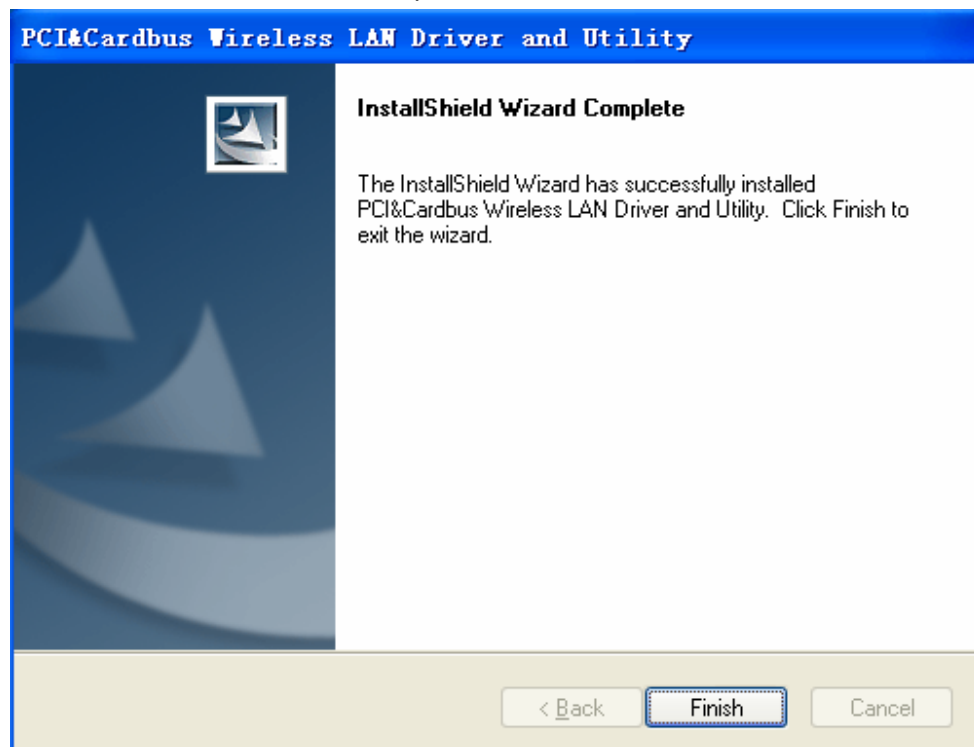 PCI&Cardbus Wireless LAN Driver and Utility
InstallShield Wizard Complete
The InstallShield Wizard has successfully installed
PCI&Cardbus Wireless LAN Driver and Utility.  Click Finish to
exit the wizard.
< Back
Finish
Cancel